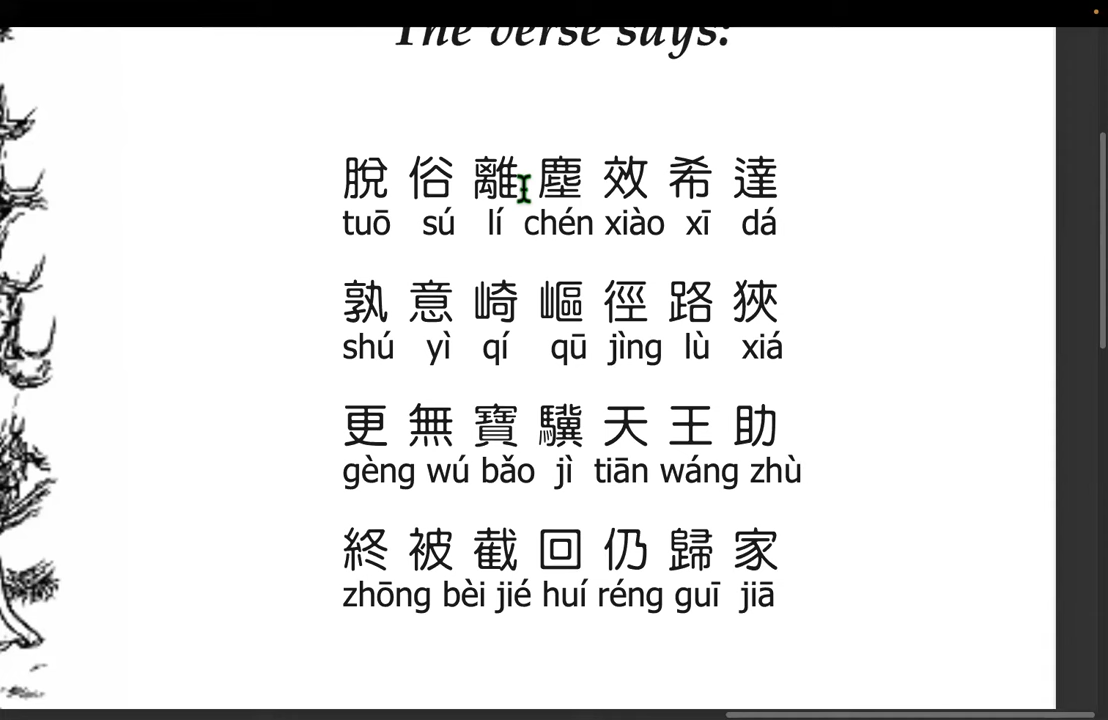 The verse says:
脫俗離塵效希達
tuō sú lí chén xiào xī dá
孰意崎嶇徑路狹
shú yì qí qū jìng lù xiá
更無寶驥天王助
gèng wú bǎo jì tiān wáng zhù
終被截回仍歸家
zhōng bèi jié huí réng guī jiā